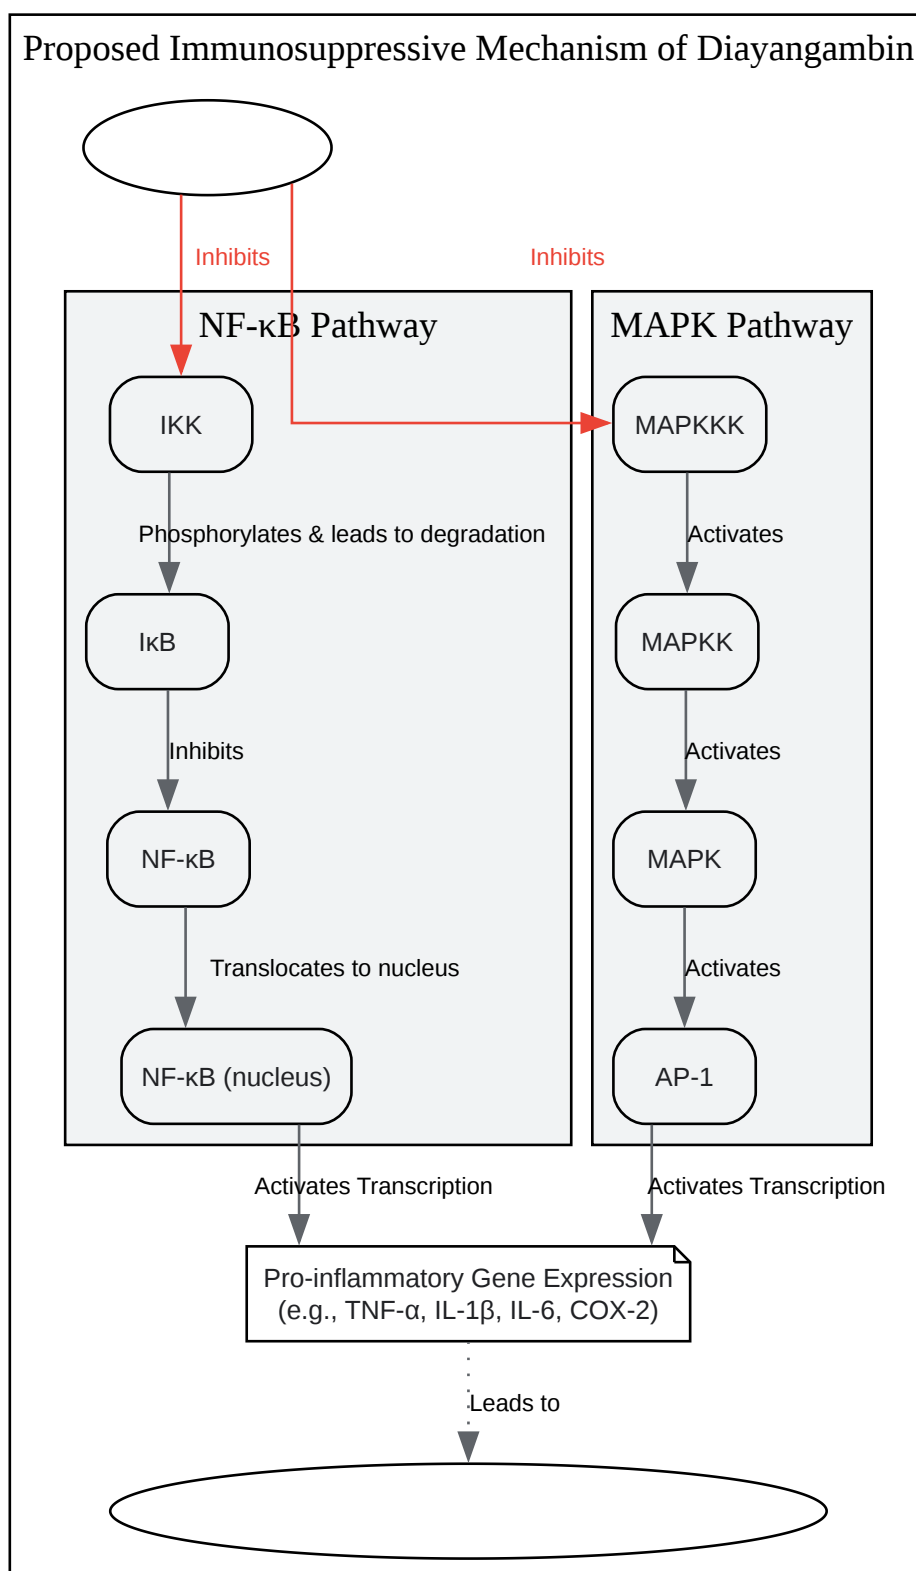 Proposed Immunosuppressive Mechanism of Diayangambin
Inhibits
Inhibits
NF-κB Pathway
MAPK Pathway
IKK
MAPKKK
Phosphorylates & leads to degradation
Activates
IκB
MAPKK
Inhibits
Activates
NF-κB
MAPK
Translocates to nucleus
Activates
NF-κB (nucleus)
AP-1
Activates Transcription
Activates Transcription
Pro-inflammatory Gene Expression
(e.g., TNF-α, IL-1β, IL-6, COX-2)
Leads to